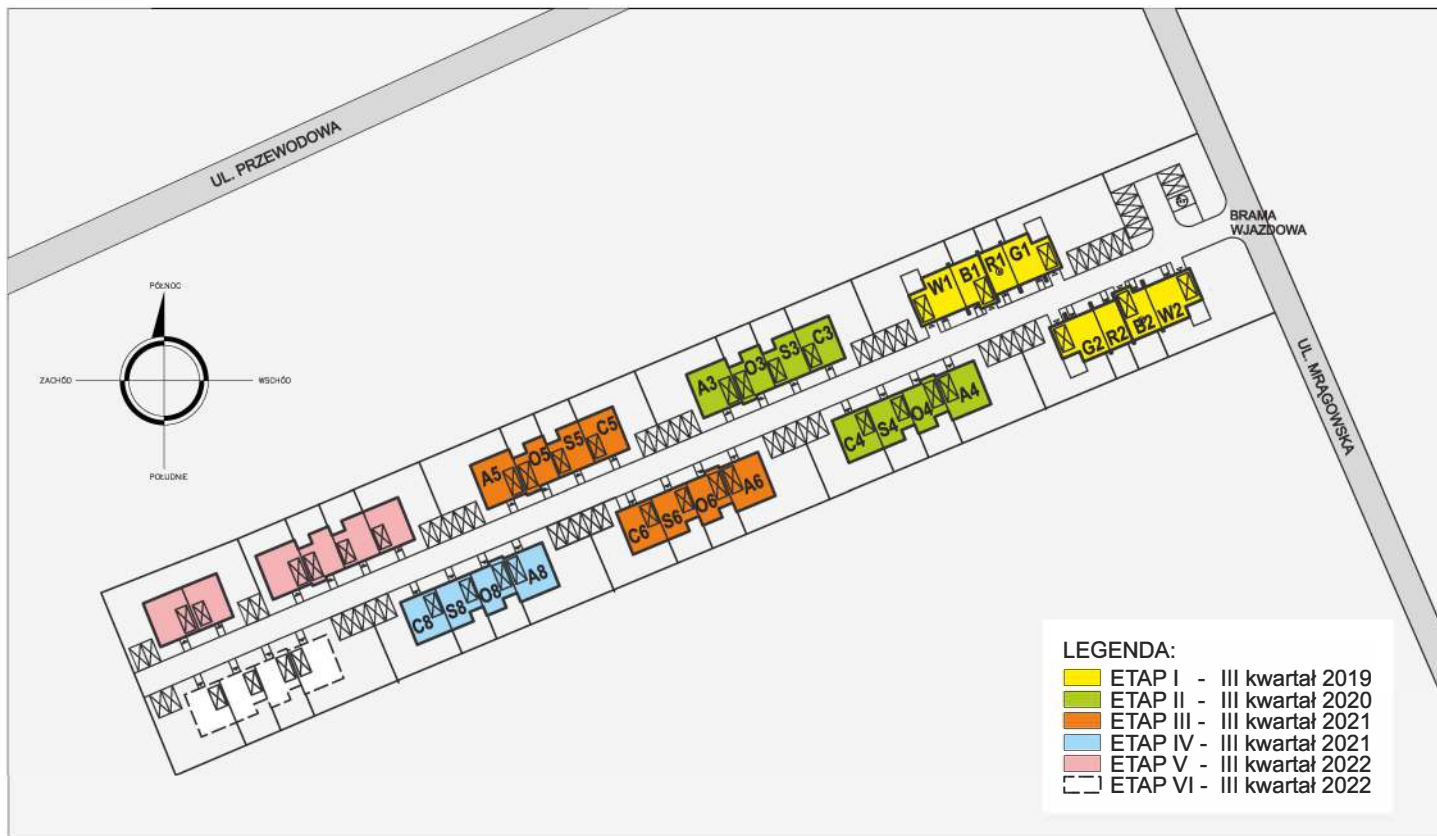 UL. PRZEWODOWA
BRAMA
WJAZDOWA
UL. MRĄGOWSKA
PÓŁNOC
ZACHÓD
WSCHÓD
POŁUDNIE
W1 B1 R1 G1
G2 R2 B2 W2
A3 O3 S3 C3
C4 S4 O4 A4
A5 O5 S5 C5
C6 S6 O6 A6
C8 S8 O8 A8
LEGENDA:
ETAP I - III kwartał 2019
ETAP II - III kwartał 2020
ETAP III - III kwartał 2021
ETAP IV - III kwartał 2021
ETAP V - III kwartał 2022
ETAP VI - III kwartał 2022